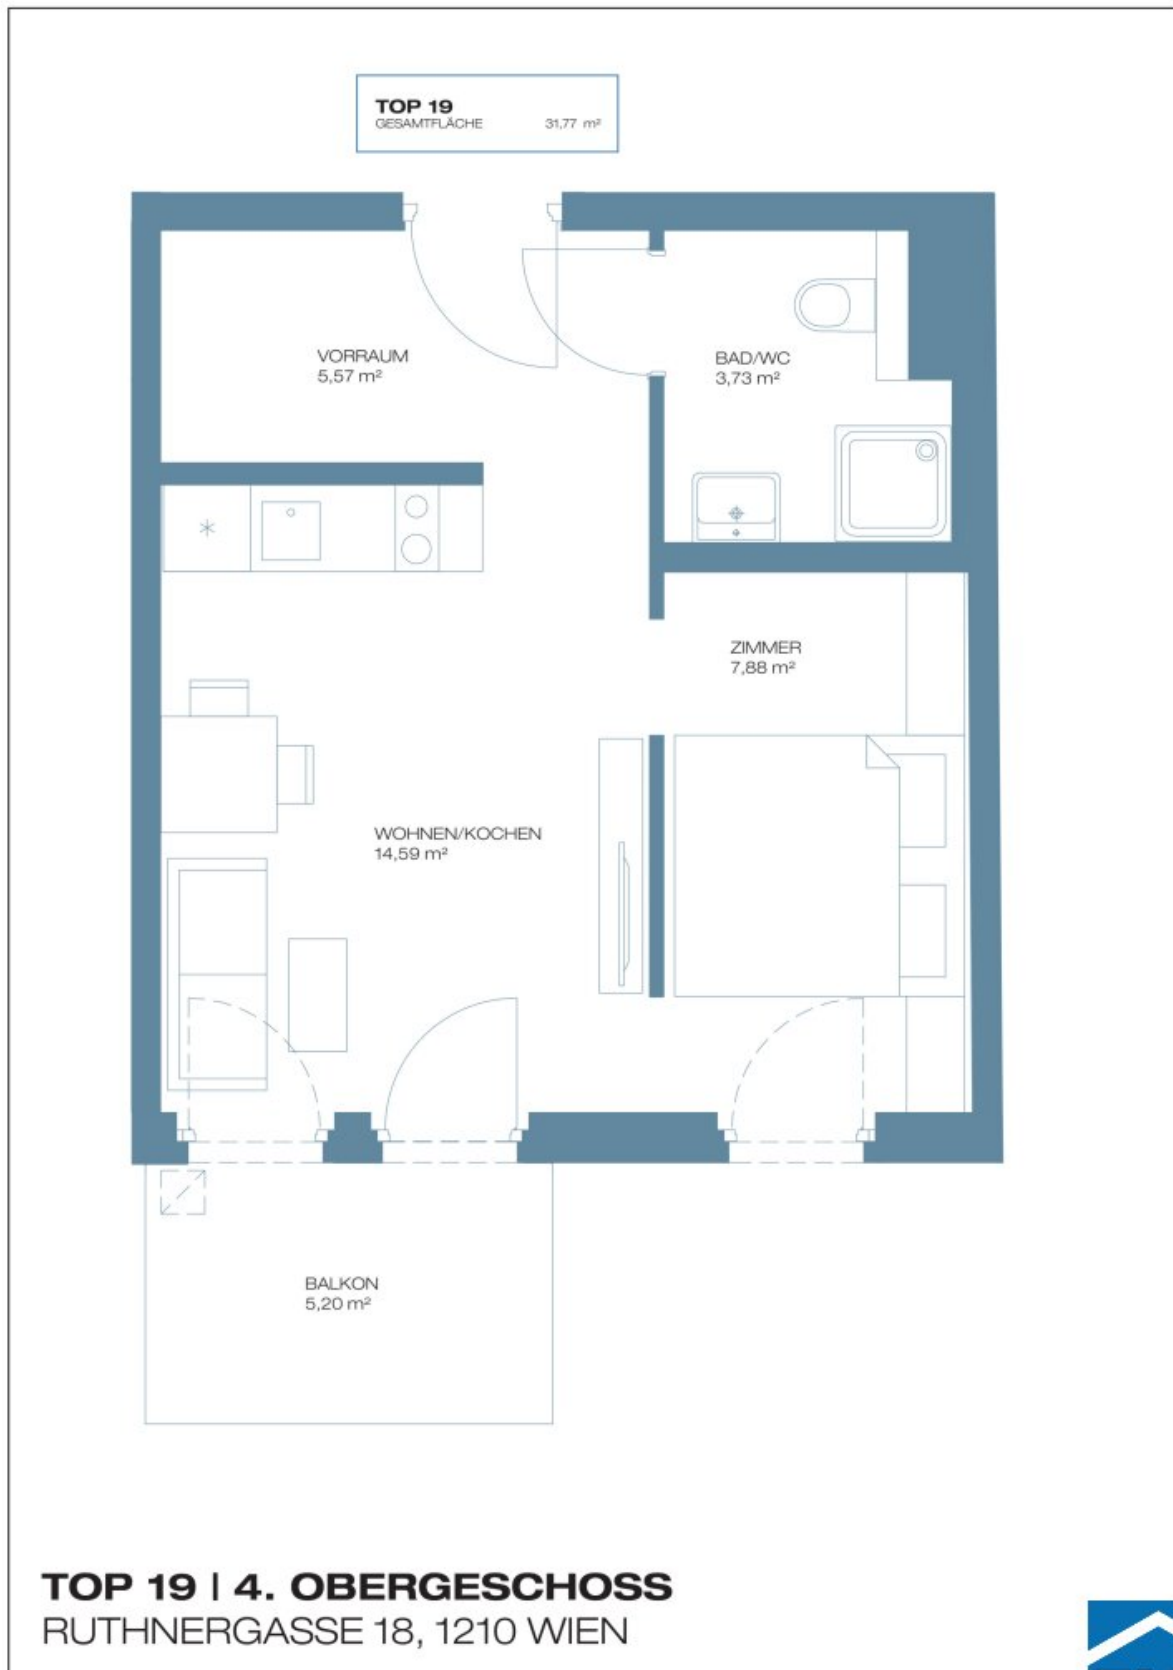 TOP 19
GESAMTFLÄCHE 31,77 m²
VORRAUM
5,57 m²
BAD/WC
3,73 m²
ZIMMER
7,88 m²
WOHNEN/KOCHEN
14,59 m²
BALKON
5,20 m²
TOP 19 | 4. OBERGESCHOSS
RUTHNERGASSE 18, 1210 WIEN